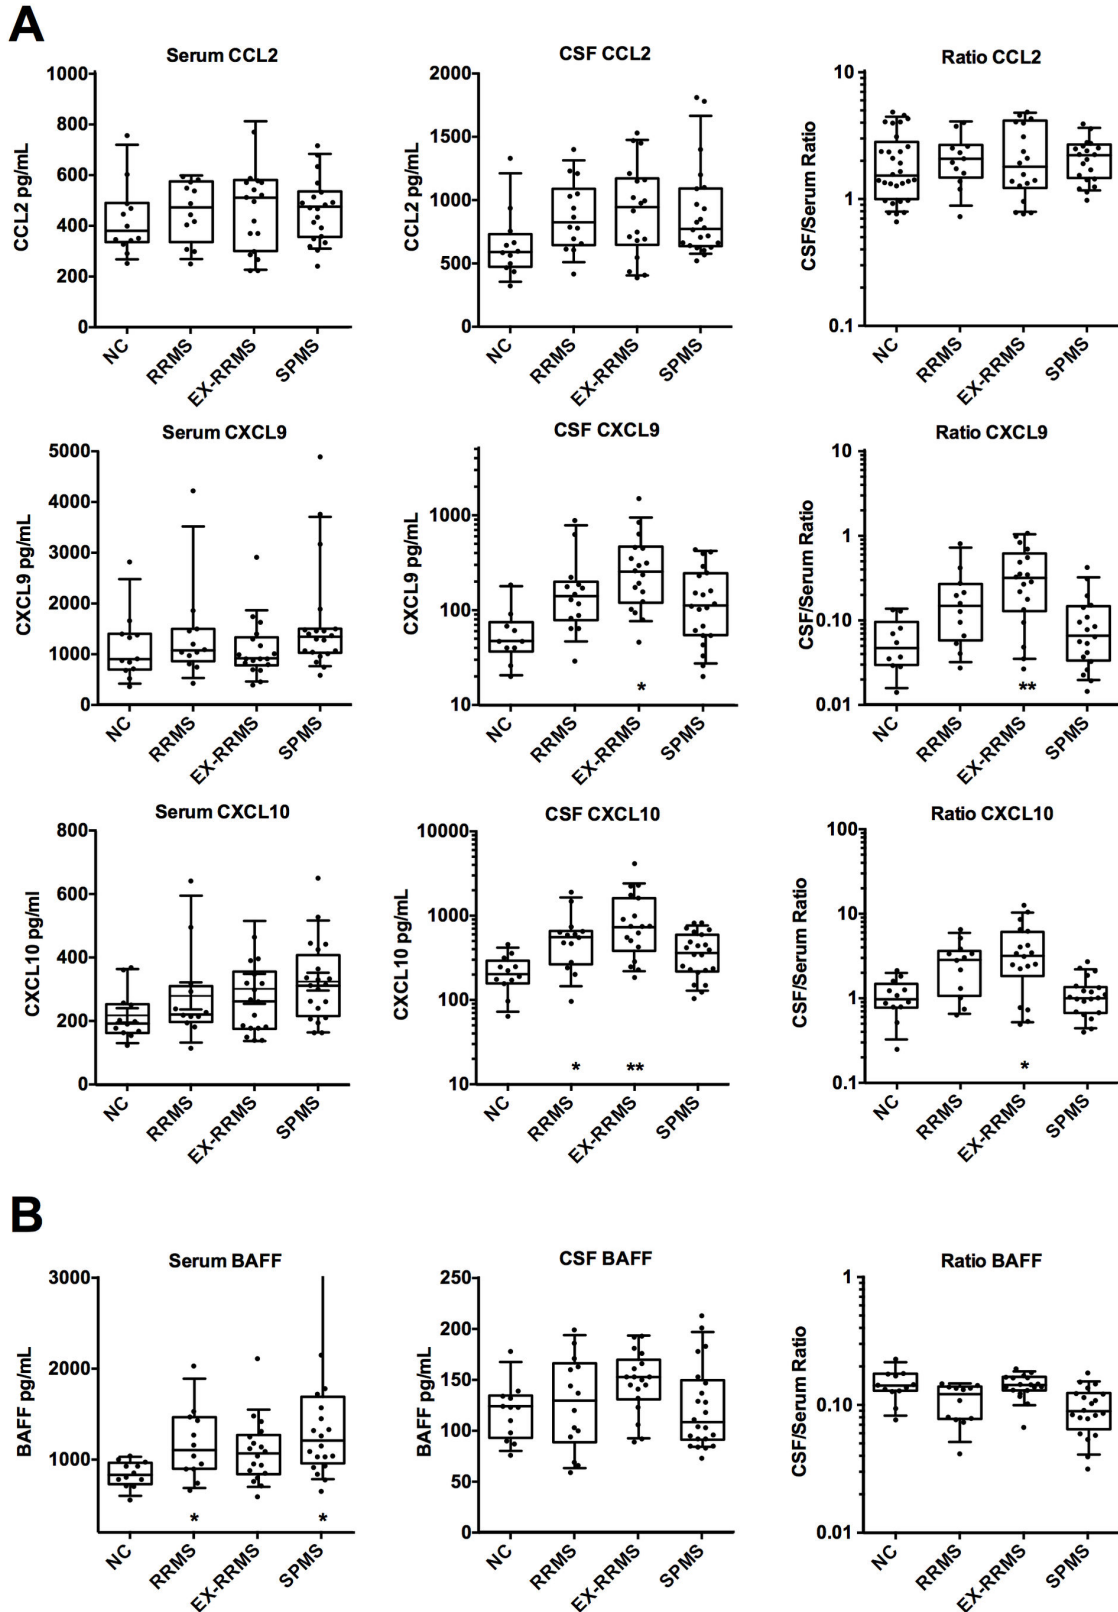 A
Serum CCL2
CCL2 pg/mL
1000
800
600
400
200
0
NC
RRMS
EX-RRMS
SPMS
CSF CCL2
CCL2 pg/mL
2000
1500
1000
500
0
NC
RRMS
EX-RRMS
SPMS
Ratio CCL2
CSF/Serum Ratio
10
1
0.1
NC
RRMS
EX-RRMS
SPMS
Serum CXCL9
CXCL9 pg/mL
5000
4000
3000
2000
1000
0
NC
RRMS
EX-RRMS
SPMS
CSF CXCL9
CXCL9 pg/mL
1000
100
10
*
NC
RRMS
EX-RRMS
SPMS
Ratio CXCL9
CSF/Serum Ratio
10
1
0.10
0.01
**
NC
RRMS
EX-RRMS
SPMS
Serum CXCL10
CXCL10 pg/ml
800
600
400
200
0
NC
RRMS
EX-RRMS
SPMS
CSF CXCL10
CXCL10 pg/mL
10000
1000
100
10
*
**
NC
RRMS
EX-RRMS
SPMS
Ratio CXCL10
CSF/Serum Ratio
100
10
1
0.1
*
NC
RRMS
EX-RRMS
SPMS
B
Serum BAFF
BAFF pg/mL
3000
2000
1000
*
*
NC
RRMS
EX-RRMS
SPMS
CSF BAFF
BAFF pg/mL
250
200
150
100
50
0
NC
RRMS
EX-RRMS
SPMS
Ratio BAFF
CSF/Serum Ratio
1
0.10
0.01
NC
RRMS
EX-RRMS
SPMS